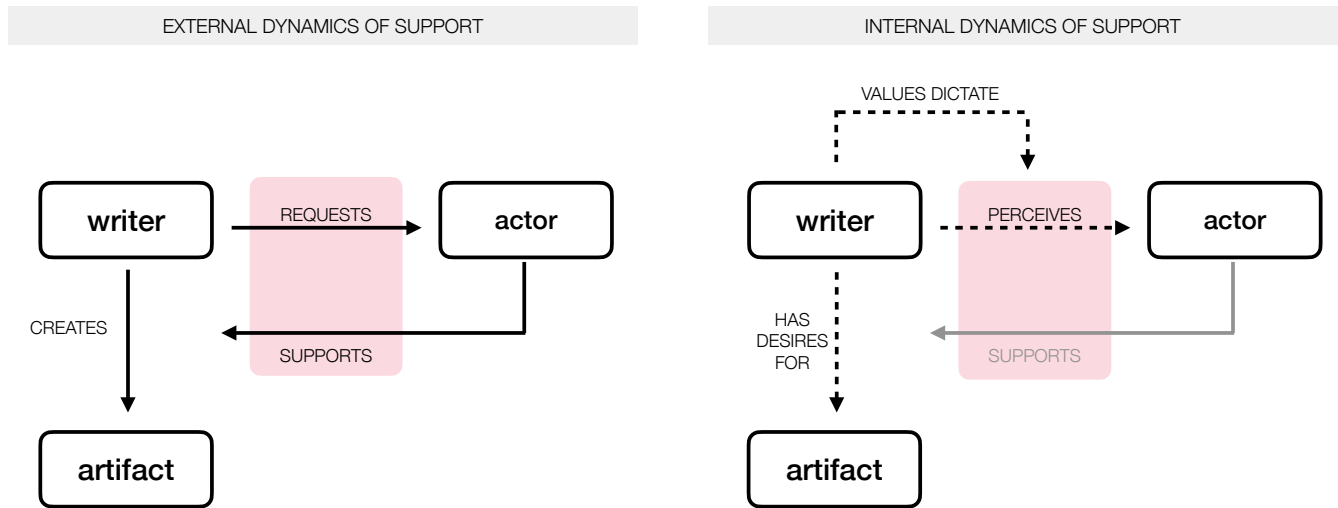 EXTERNAL DYNAMICS OF SUPPORT
writer
REQUESTS
actor
CREATES
SUPPORTS
artifact
INTERNAL DYNAMICS OF SUPPORT
VALUES DICTATE
writer
PERCEIVES
actor
HAS
DESIRES
FOR
SUPPORTS
artifact